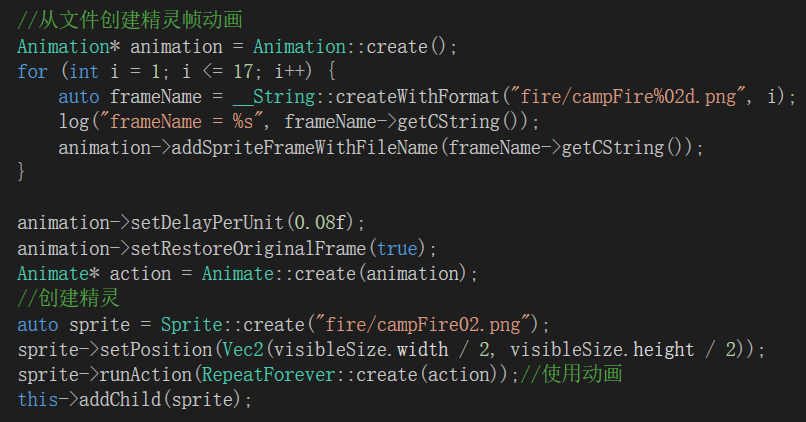 //从文件创建精灵帧动画
Animation* animation = Animation::create();
for (int i = 1; i <= 17; i++) {
    auto frameName = __String::createWithFormat("fire/campFire%02d.png", i);
    log("frameName = %s", frameName->getCString());
    animation->addSpriteFrameWithFileName(frameName->getCString());
}

animation->setDelayPerUnit(0.08f);
animation->setRestoreOriginalFrame(true);
Animate* action = Animate::create(animation);
//创建精灵
auto sprite = Sprite::create("fire/campFire02.png");
sprite->setPosition(Vec2(visibleSize.width / 2, visibleSize.height / 2));
sprite->runAction(RepeatForever::create(action));//使用动画
this->addChild(sprite);